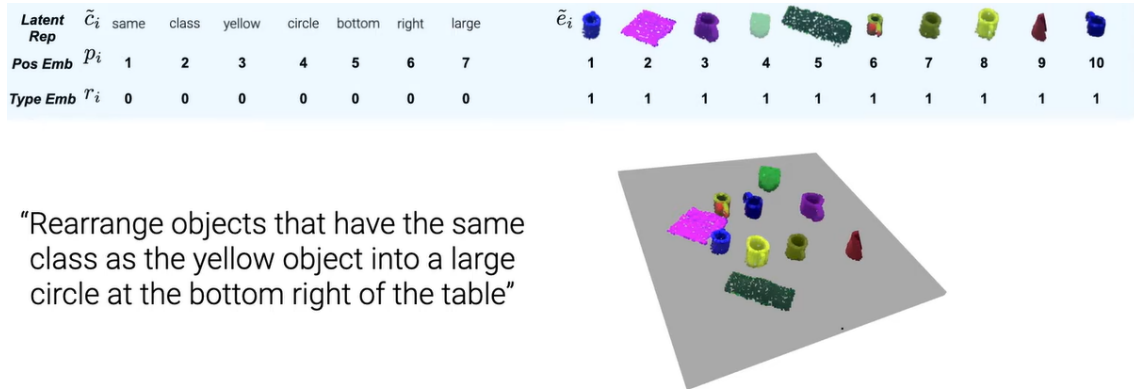 Latent Rep c̃ᵢ same class yellow circle bottom right large ẽᵢ
Pos Emb pᵢ 1 2 3 4 5 6 7 1 2 3 4 5 6 7 8 9 10
Type Emb rᵢ 0 0 0 0 0 0 0 1 1 1 1 1 1 1 1 1 1
“Rearrange objects that have the same
class as the yellow object into a large
circle at the bottom right of the table”